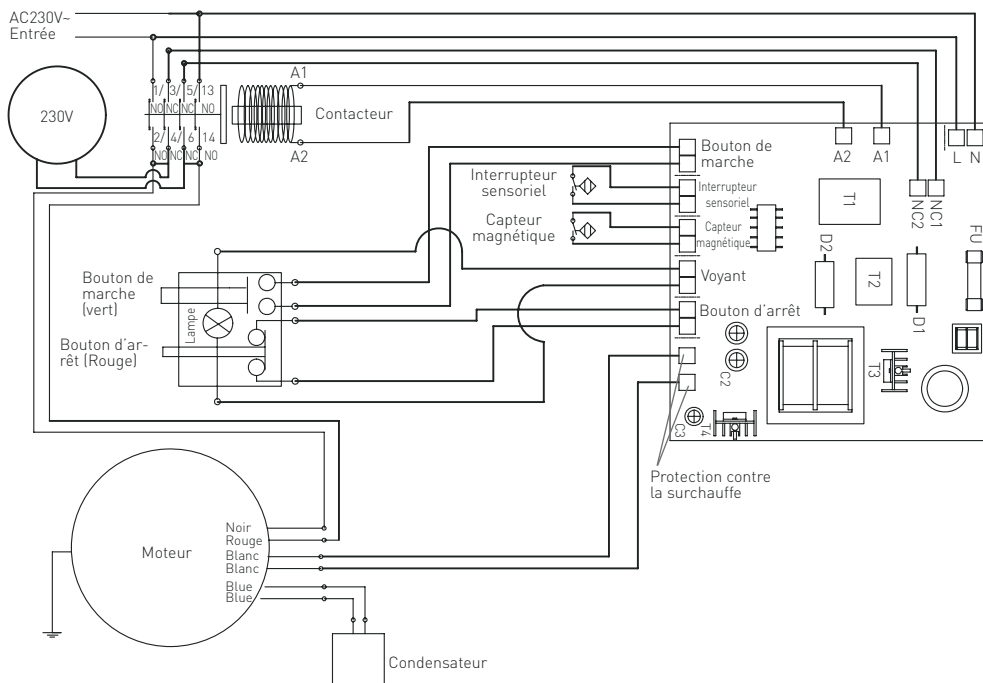 AC230V~
Entrée
230V
1/ 3/ 5/ 13
NO NC NC NO
2/ 4/ 6 14
NO NC NC NO
A1
Contacteur
A2
Bouton de
marche
(vert)
Bouton d'ar-
rêt (Rouge)
Lampe
Interrupteur
sensoriel
Capteur
magnétique
Bouton de
marche
Interrupteur
sensoriel
Capteur
magnétique
Voyant
Bouton d'arrêt
A2 A1
L N
NC2 NC1
T1
FU
D2
T2
D1
C2
T3
C3
T4
Protection contre
la surchauffe
Moteur
Noir
Rouge
Blanc
Blanc
Blue
Blue
Condensateur